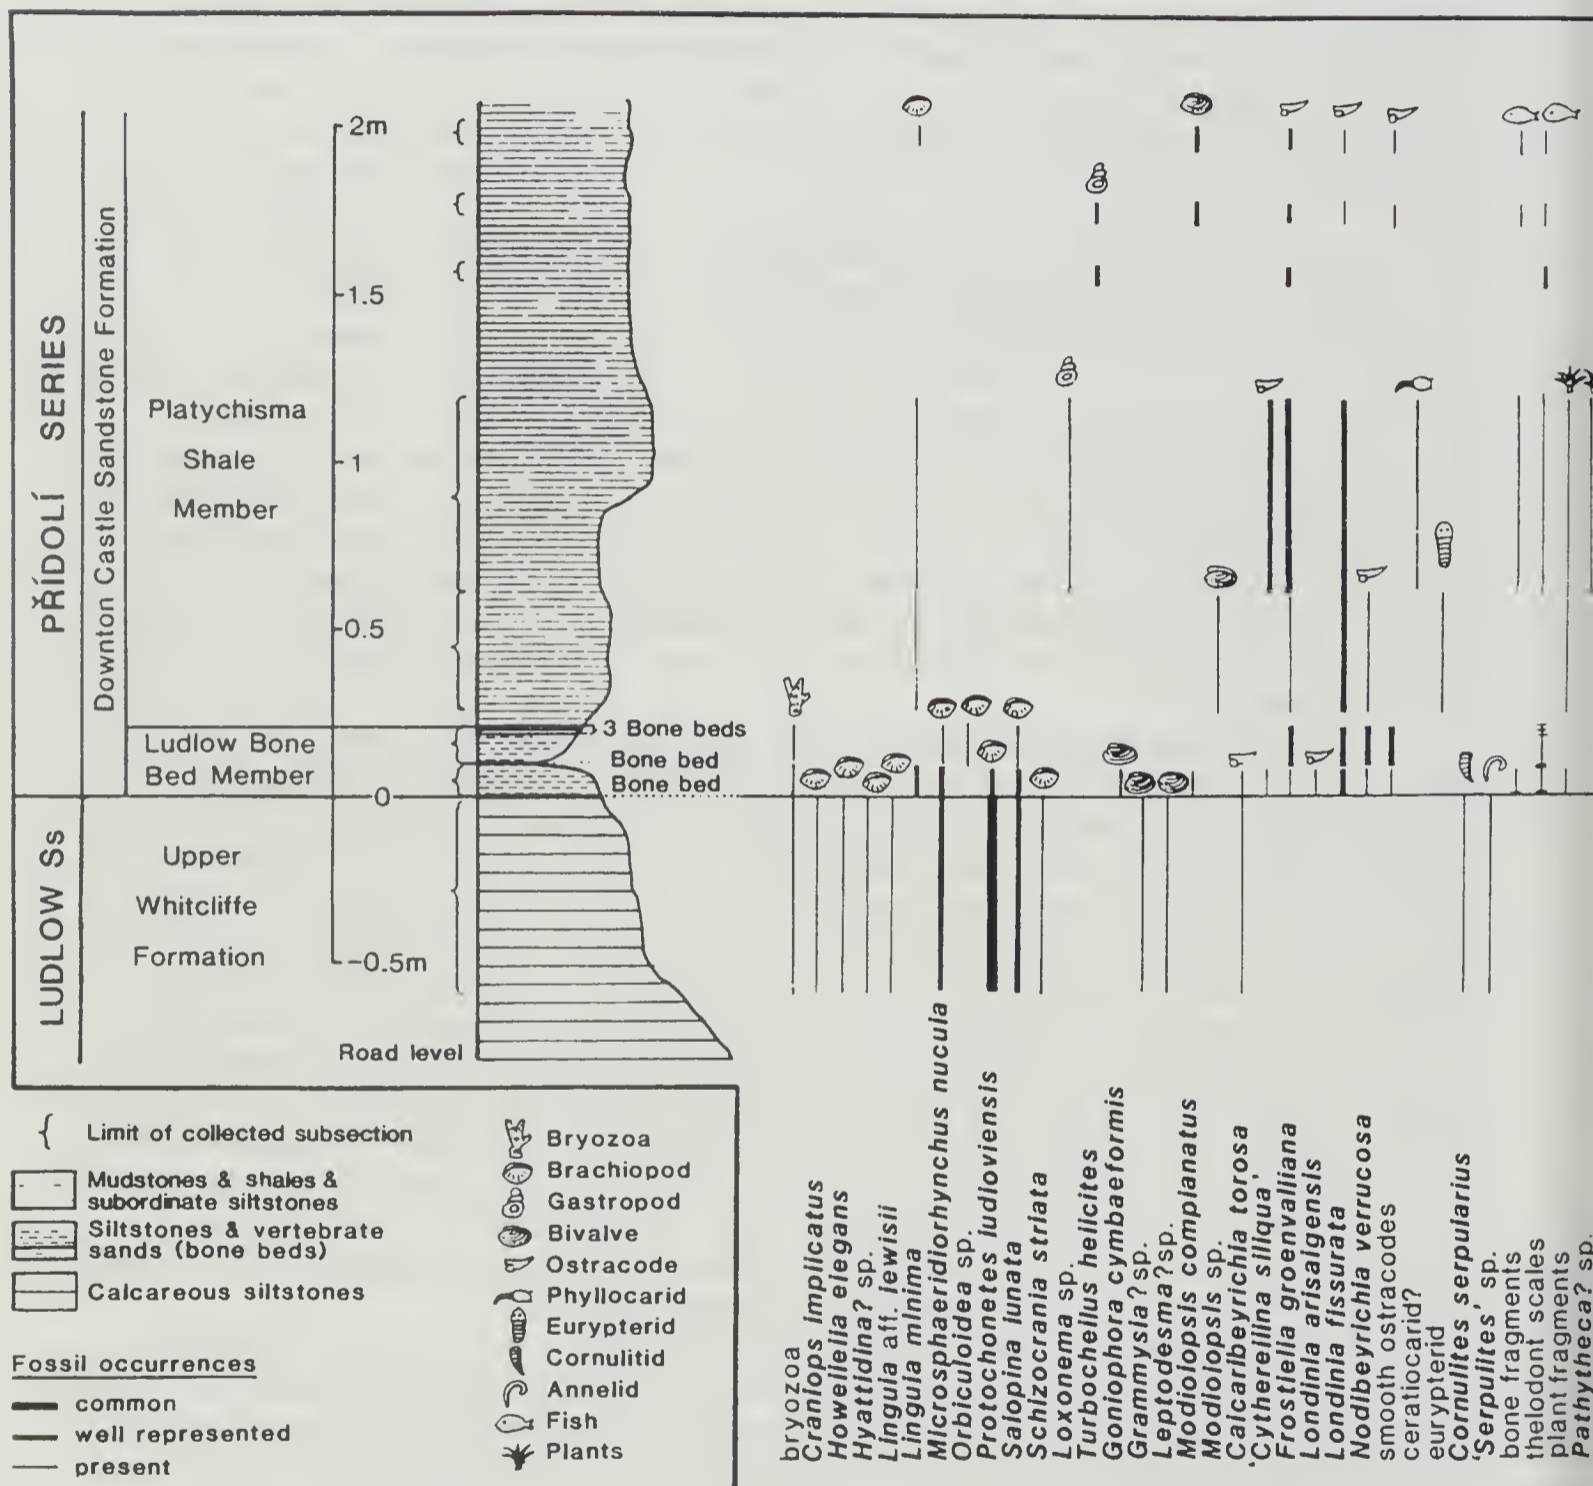 PŘÍDOLÍ SERIES
LUDLOW Ss
Downton Castle Sandstone Formation
Platychisma
Shale
Member
Ludlow Bone
Bed Member
Upper
Whitcliffe
Formation
2m
1.5
1
0.5
0
-0.5m
Road level
3 Bone beds
Bone bed
Bone bed
{ Limit of collected subsection
Mudstones & shales &
subordinate siltstones
Siltstones & vertebrate
sands (bone beds)
Calcareous siltstones
Fossil occurrences
common
well represented
present
Bryozoa
Brachiopod
Gastropod
Bivalve
Ostracode
Phyllocarid
Eurypterid
Cornulitid
Annelid
Fish
Plants
bryozoa
Craniops implicatus
Howellella elegans
Hyattidina? sp.
Lingula aff. lewisii
Lingula minima
Microsphaeridiorhynchus nucula
Orbiculoidea sp.
Protochonetes ludloviensis
Salopina lunata
Schizocrania striata
Loxonema sp.
Turbochellus helicites
Goniophora cymbaeformis
Grammysia? sp.
Leptodesma? sp.
Modiolopsis complanatus
Modiolopsis sp.
Calcaribeyrichia torosa
'Cytherellina siliqua'
Frostiella groenvalliana
Londinia arisaigensis
Londinia fissurata
Nodibeyrichia verrucosa
smooth ostracodes
ceratiocarid?
eurypterid
Cornulites serpularius
'Serpulites' sp.
bone fragments
thelodont scales
plant fragments
Pachytheca? sp.